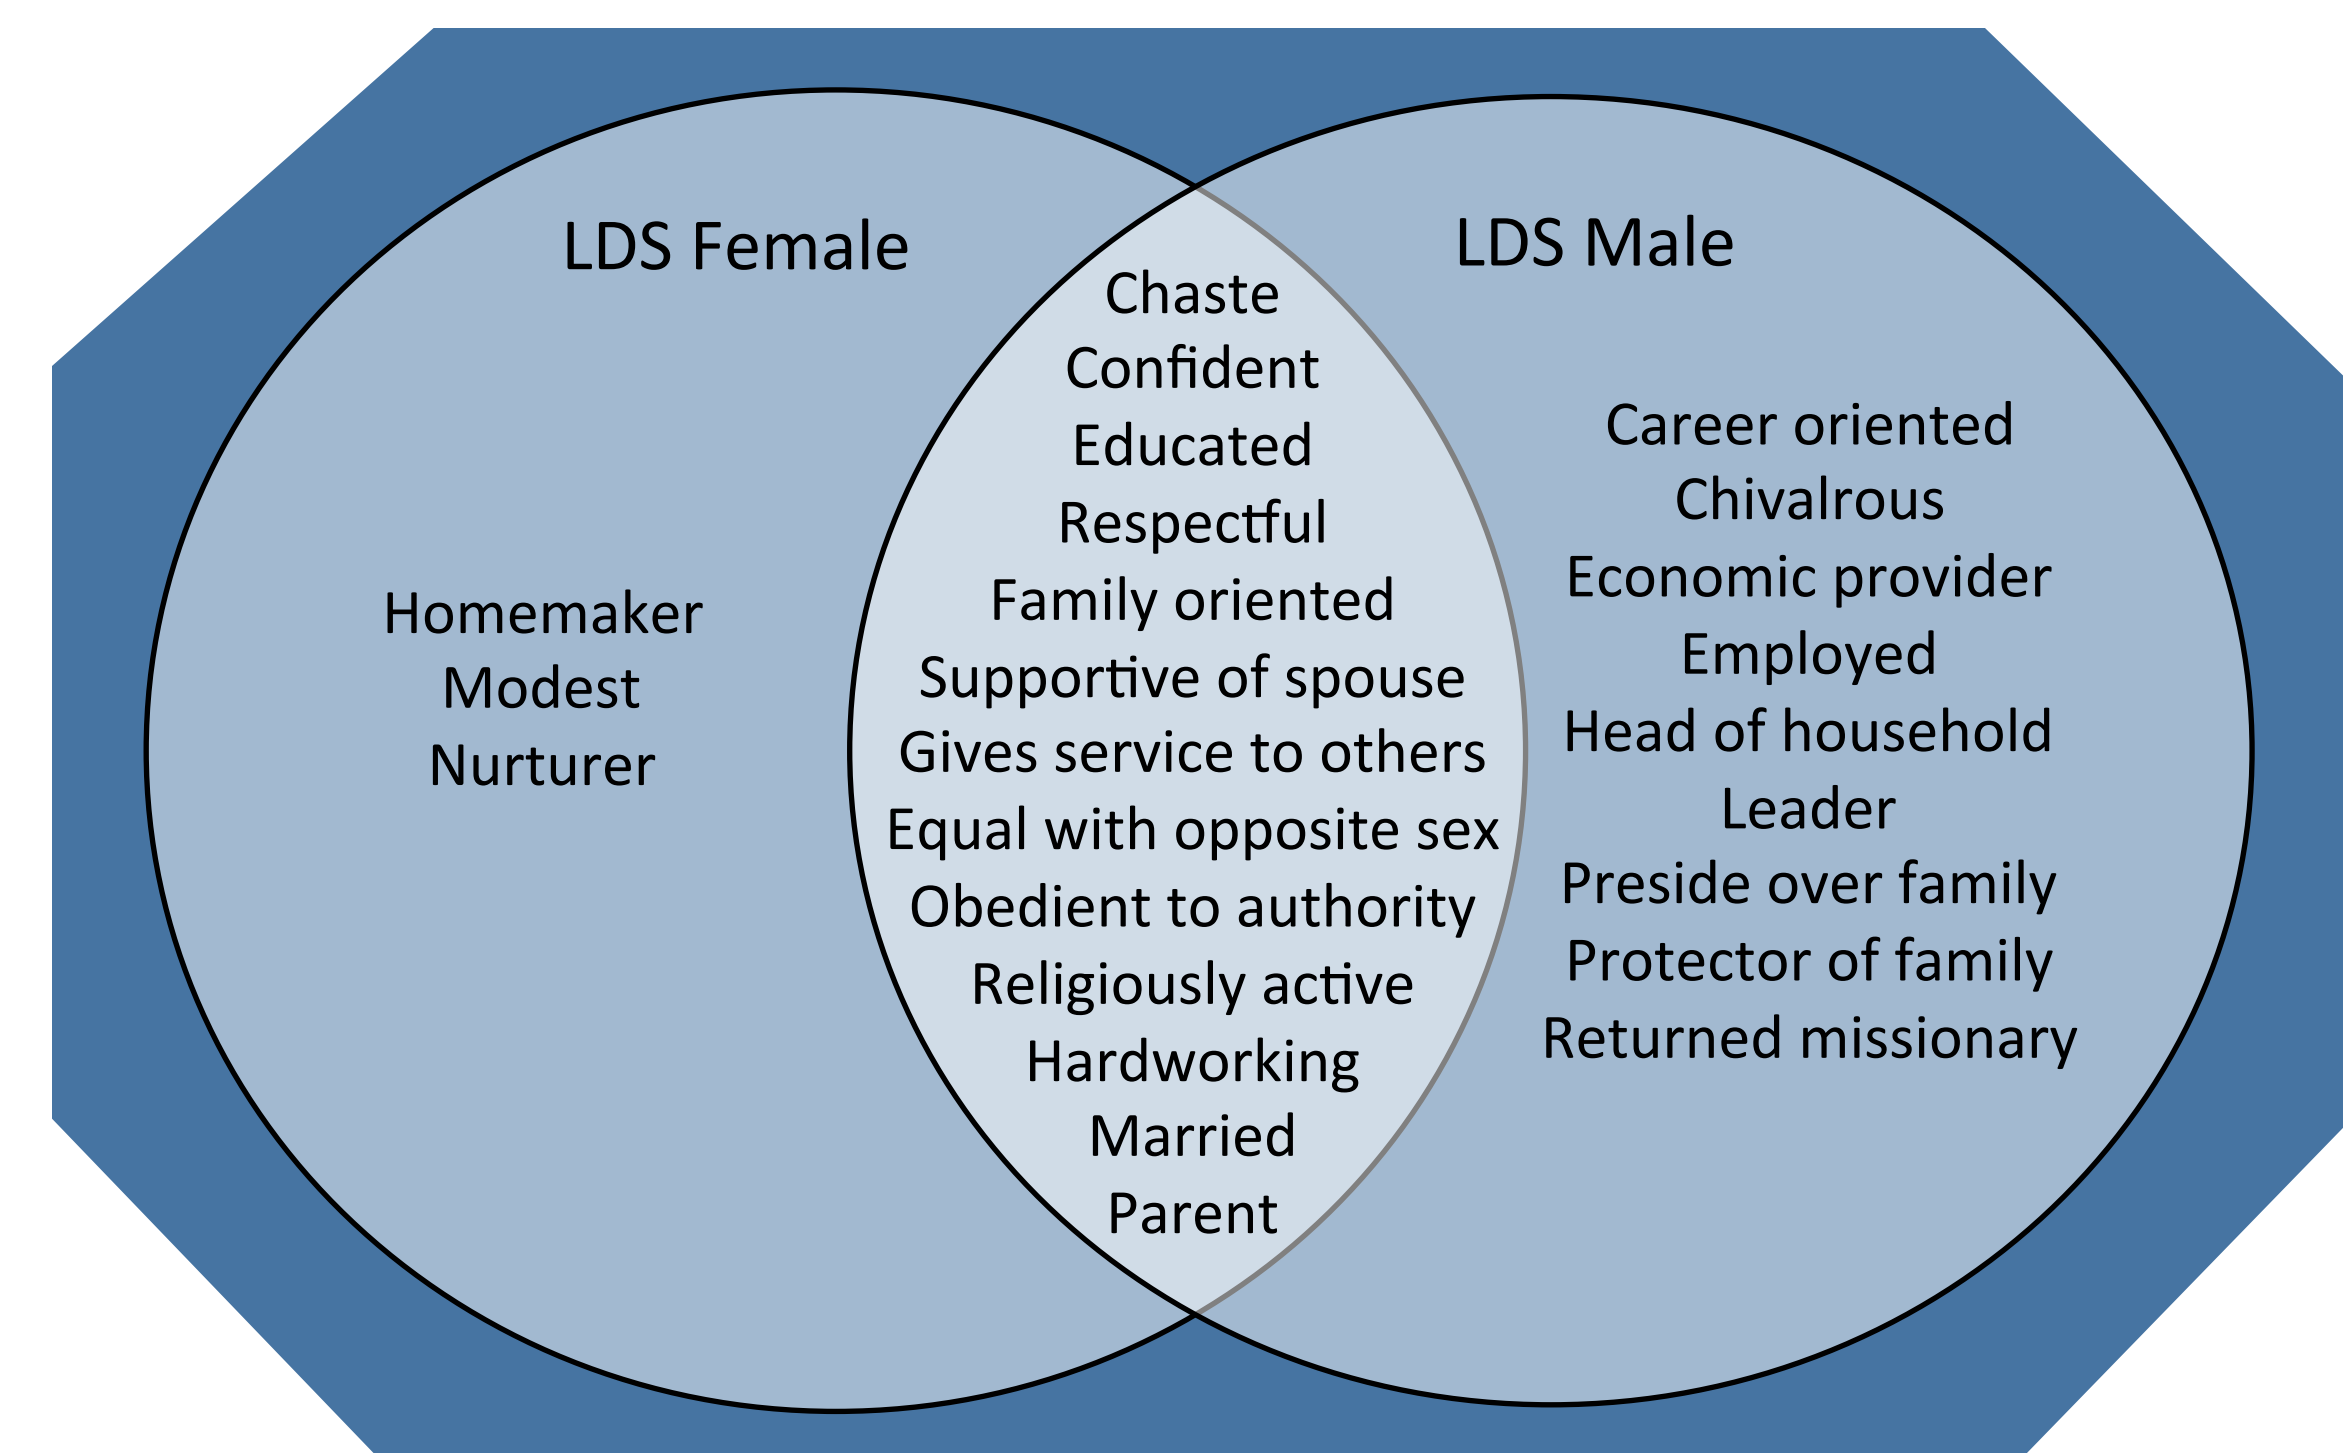 LDS Female
LDS Male
Homemaker
Modest
Nurturer
Chaste
Confident
Educated
Respectful
Family oriented
Supportive of spouse
Gives service to others
Equal with opposite sex
Obedient to authority
Religiously active
Hardworking
Married
Parent
Career oriented
Chivalrous
Economic provider
Employed
Head of household
Leader
Preside over family
Protector of family
Returned missionary